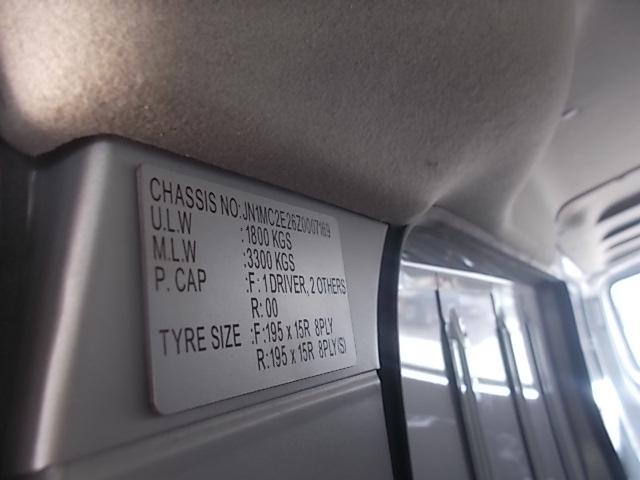 CHASSIS NO:JN1MC2E26Z0007169
U.L.W :1800 KGS
M.L.W :3300 KGS
P. CAP :F: 1 DRIVER, 2 OTHERS
R: 00
TYRE SIZE :F:195 x 15R 8PLY
R:195 x 15R 8PLY(S)